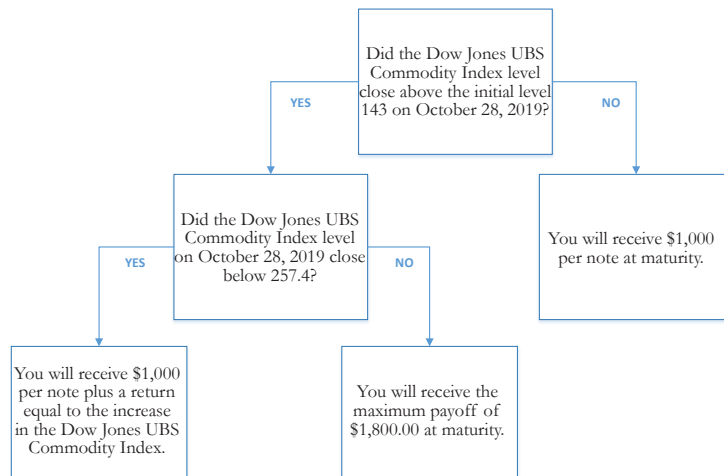 Did the Dow Jones UBS
Commodity Index level
close above the initial level
143 on October 28, 2019?
YES
NO
Did the Dow Jones UBS
Commodity Index level
on October 28, 2019 close
below 257.4?
You will receive $1,000
per note at maturity.
YES
NO
You will receive $1,000
per note plus a return
equal to the increase
in the Dow Jones UBS
Commodity Index.
You will receive the
maximum payoff of
$1,800.00 at maturity.